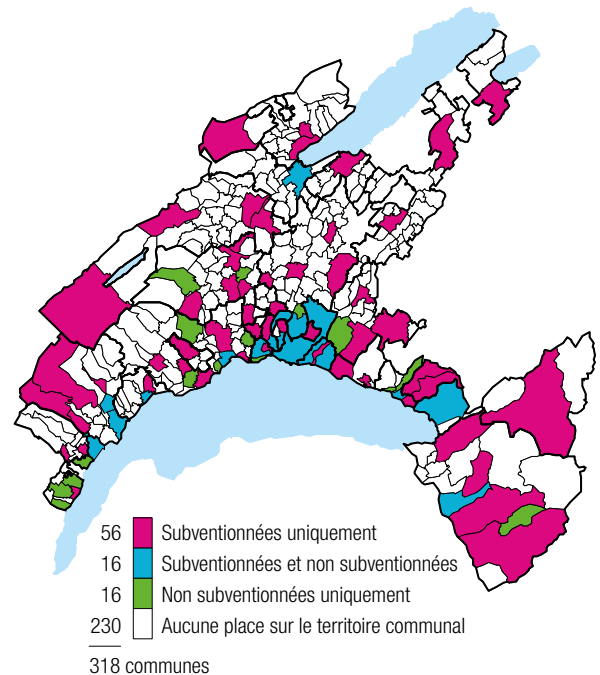 56 Subventionnées uniquement
16 Subventionnées et non subventionnées
16 Non subventionnées uniquement
230 Aucune place sur le territoire communal
318 communes